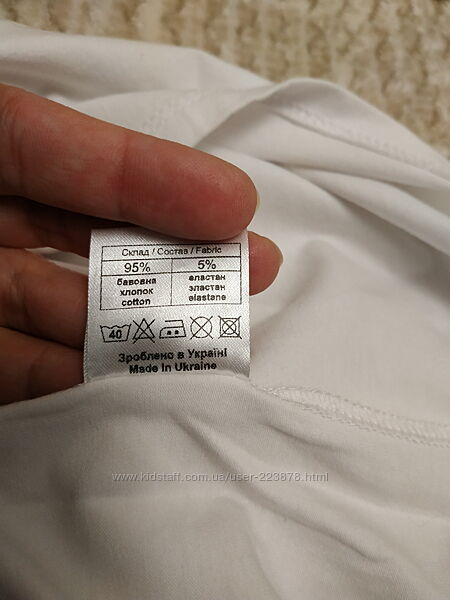 Склад / Состав / Fabric
95% 5%
бавовна еластан
хлопок эластан
cotton elastane
40
Зроблено в Україні
Made in Ukraine
www.kidstaff.com.ua/user-223878.html